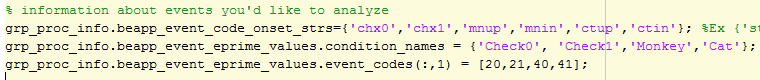 % information about events you'd like to analyze
grp_proc_info.beapp_event_code_onset_strs={'chx0','chx1','mnup','mnin','ctup','ctin'}; %Ex {'st
grp_proc_info.beapp_event_eprime_values.condition_names = {'Check0', 'Check1','Monkey','Cat'};
grp_proc_info.beapp_event_eprime_values.event_codes(:,1) = [20,21,40,41];